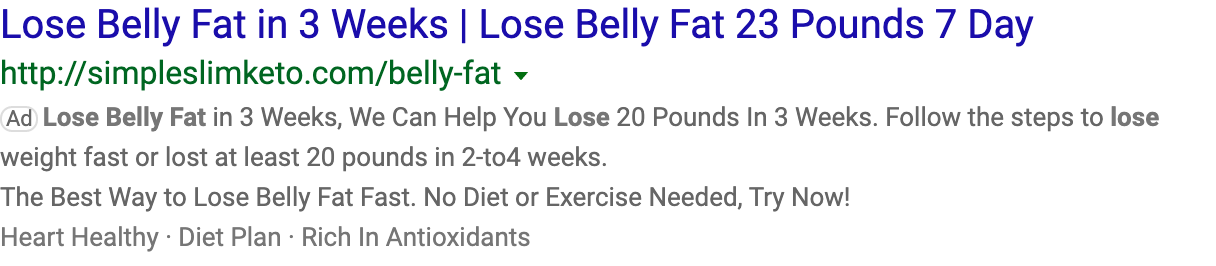 Lose Belly Fat in 3 Weeks | Lose Belly Fat 23 Pounds 7 Day
http://simpleslimketo.com/belly-fat
Ad Lose Belly Fat in 3 Weeks, We Can Help You Lose 20 Pounds In 3 Weeks. Follow the steps to lose
weight fast or lost at least 20 pounds in 2-to4 weeks.
The Best Way to Lose Belly Fat Fast. No Diet or Exercise Needed, Try Now!
Heart Healthy · Diet Plan · Rich In Antioxidants